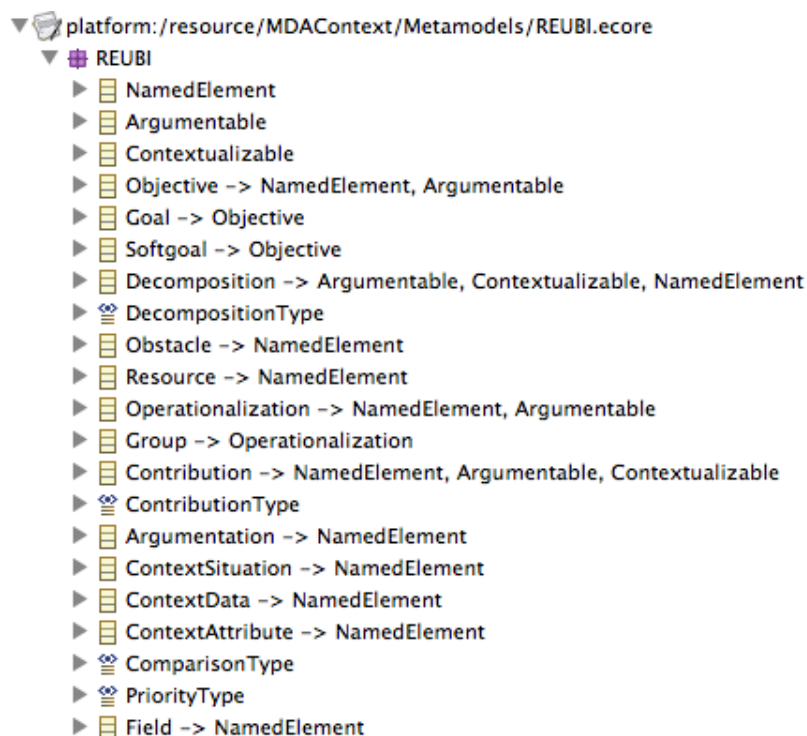 platform:/resource/MDAContext/Metamodels/REUBI.ecore
REUBI
NamedElement
Argumentable
Contextualizable
Objective -> NamedElement, Argumentable
Goal -> Objective
Softgoal -> Objective
Decomposition -> Argumentable, Contextualizable, NamedElement
DecompositionType
Obstacle -> NamedElement
Resource -> NamedElement
Operationalization -> NamedElement, Argumentable
Group -> Operationalization
Contribution -> NamedElement, Argumentable, Contextualizable
ContributionType
Argumentation -> NamedElement
ContextSituation -> NamedElement
ContextData -> NamedElement
ContextAttribute -> NamedElement
ComparisonType
PriorityType
Field -> NamedElement